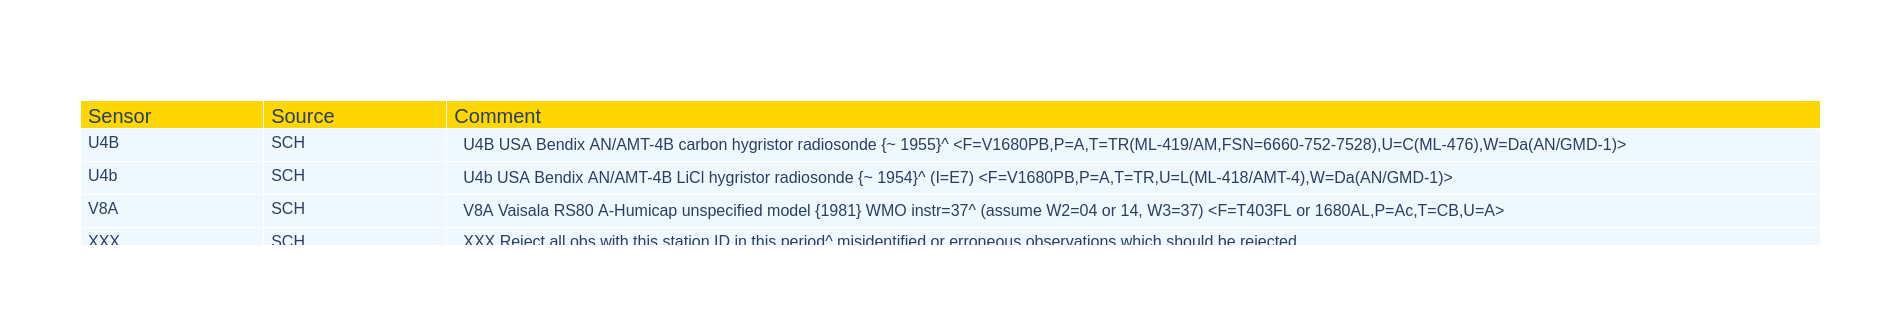 Sensor Source Comment
U4B SCH U4B USA Bendix AN/AMT-4B carbon hygristor radiosonde {~ 1955}^ <F=V1680PB,P=A,T=TR(ML-419/AM,FSN=6660-752-7528),U=C(ML-476),W=Da(AN/GMD-1)>
U4b SCH U4b USA Bendix AN/AMT-4B LiCl hygristor radiosonde {~ 1954}^ (I=E7) <F=V1680PB,P=A,T=TR,U=L(ML-418/AMT-4),W=Da(AN/GMD-1)>
V8A SCH V8A Vaisala RS80 A-Humicap unspecified model {1981} WMO instr=37^ (assume W2=04 or 14, W3=37) <F=T403FL or 1680AL,P=Ac,T=CB,U=A>
XXX SCH XXX Reject all obs with this station ID in this period^ misidentified or erroneous observations which should be rejected